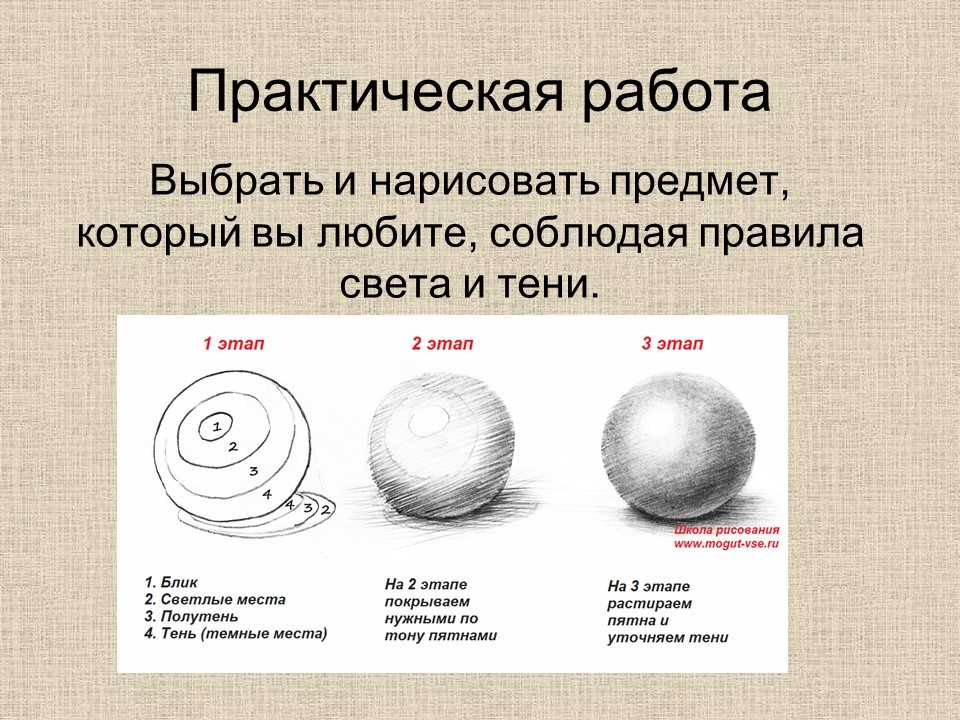 Практическая работа
Выбрать и нарисовать предмет,
который вы любите, соблюдая правила
света и тени.
1 этап
2 этап
3 этап
1
2
3
4
4
3
2
Школа рисования
www.mogut-vse.ru
1. Блик
2. Светлые места
3. Полутень
4. Тень (темные места)
На 2 этапе
покрываем
нужными по
тону пятнами
На 3 этапе
растираем
пятна и
уточняем тени